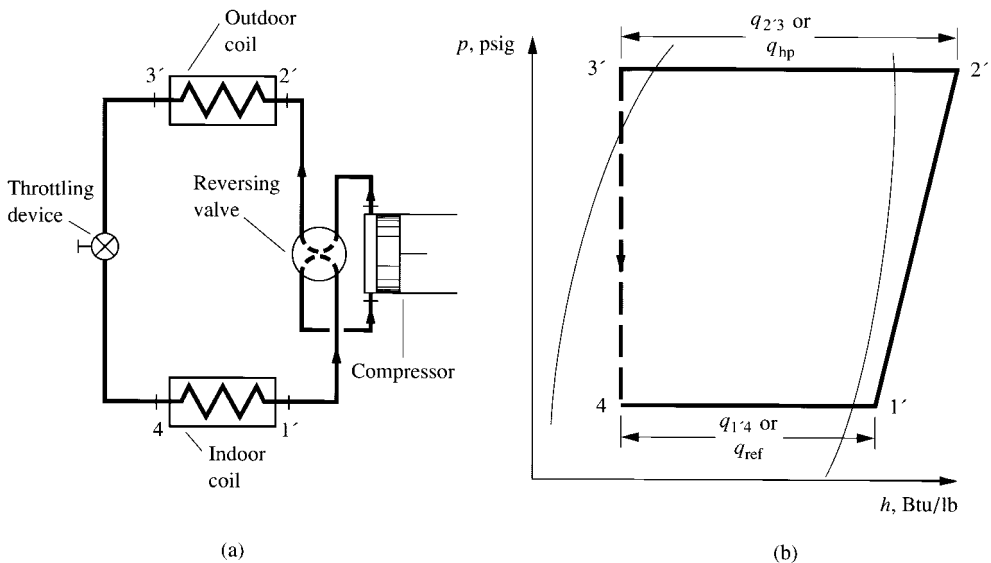 Outdoor
coil
3´
2´
Throttling
device
Reversing
valve
Compressor
4
1´
Indoor
coil
(a)
p, psig
q2´3 or
qhp
3´
2´
4
1´
q1´4 or
qref
h, Btu/lb
(b)